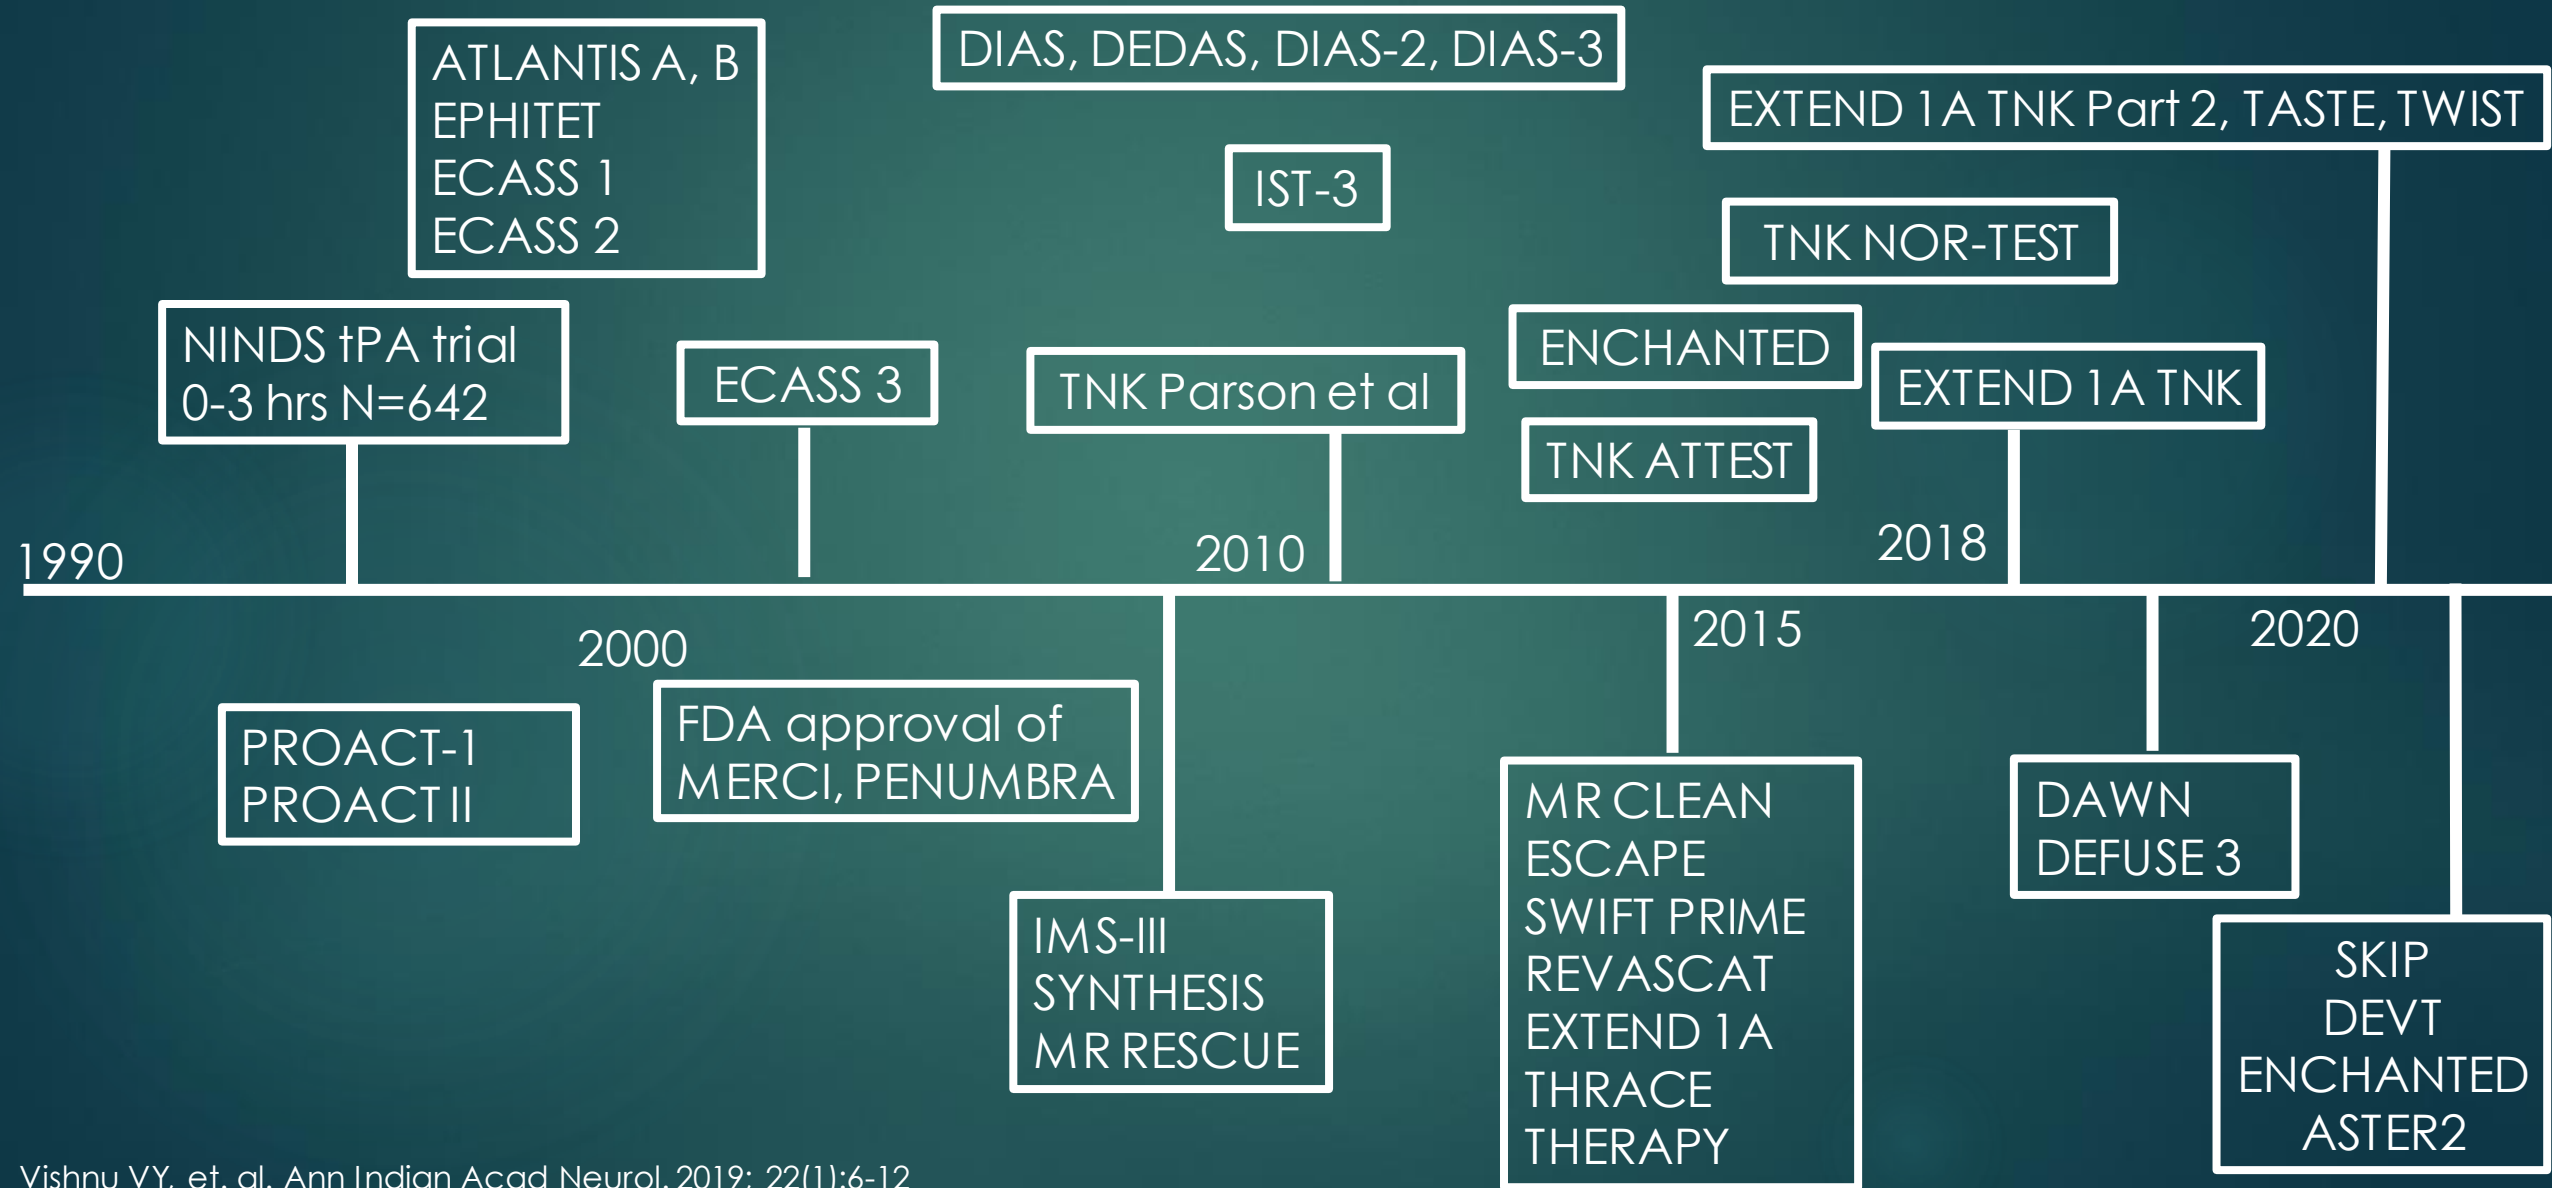 ATLANTIS A, B
EPHITET
ECASS 1
ECASS 2
DIAS, DEDAS, DIAS-2, DIAS-3
EXTEND 1A TNK Part 2, TASTE, TWIST
IST-3
TNK NOR-TEST
NINDS tPA trial
0-3 hrs N=642
ECASS 3
TNK Parson et al
ENCHANTED
EXTEND 1A TNK
TNK ATTEST
1990
2010
2018
2000
2015
2020
PROACT-1
PROACT II
FDA approval of
MERCI, PENUMBRA
IMS-III
SYNTHESIS
MR RESCUE
MR CLEAN
ESCAPE
SWIFT PRIME
REVASCAT
EXTEND 1A
THRACE
THERAPY
DAWN
DEFUSE 3
SKIP
DEVT
ENCHANTED
ASTER2
Vishnu VY, et. al. Ann Indian Acad Neurol. 2019; 22(1):6-12